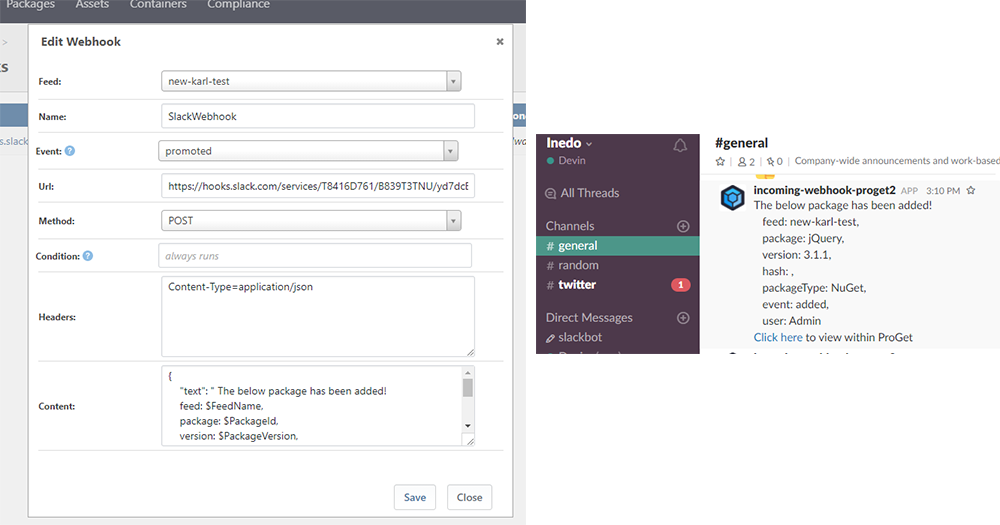 Packages Assets Containers Compliance
>
ks
Edit Webhook ×
Feed: new-karl-test
Name: SlackWebhook
Event: ? promoted
s.slack
Url: https://hooks.slack.com/services/T8416D761/B839T3TNU/yd7dcE
Method: POST
Condition: ? always runs
Headers: Content-Type=application/json
Content:
{
"text": " The below package has been added!
feed: $FeedName,
package: $PackageId,
version: $PackageVersion,
Save Close
Inedo
Devin
All Threads
Channels
# general
# random
# twitter 1
Direct Messages
slackbot
#general
2 0 Company-wide announcements and work-based
incoming-webhook-proget2 APP 3:10 PM
The below package has been added!
feed: new-karl-test,
package: jQuery,
version: 3.1.1,
hash: ,
packageType: NuGet,
event: added,
user: Admin
Click here to view within ProGet